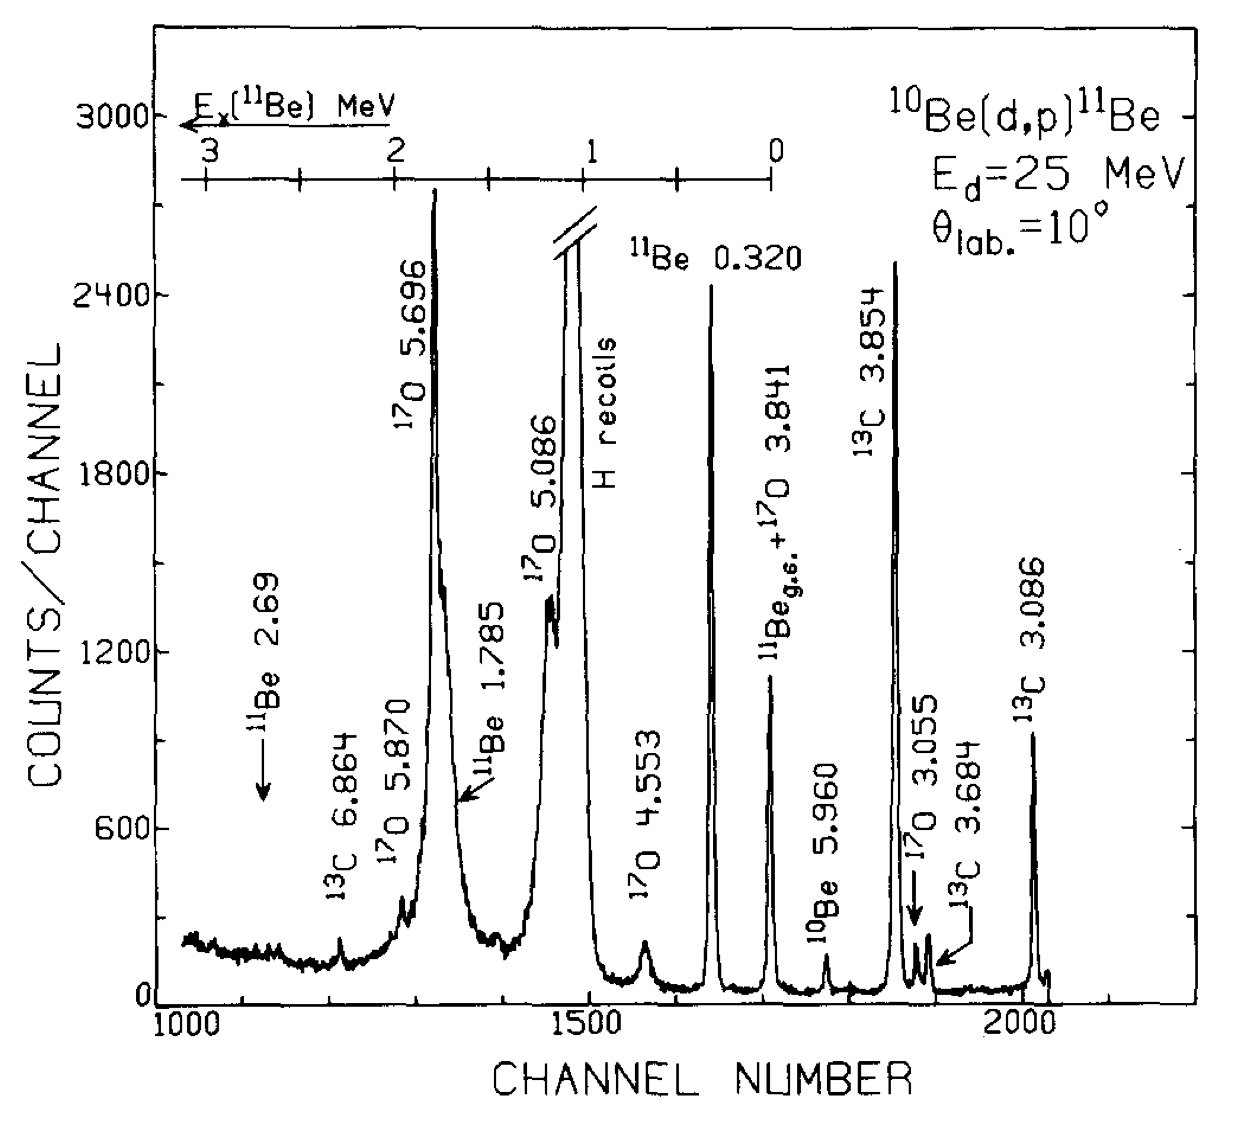 3000
2400
1800
1200
600
0
COUNTS/CHANNEL
Eₓ(¹¹Be) MeV
3 2 1 0
¹⁰Be(d,p)¹¹Be
E_d=25 MeV
θ_lab.=10°
¹¹Be 2.69
¹³C 6.864
¹⁷O 5.870
¹⁷O 5.696
¹¹Be 1.785
¹⁷O 5.086
H recoils
¹⁷O 4.553
¹¹Be 0.320
¹¹Be_g.s.+¹⁷O 3.841
¹⁰Be 5.960
¹³C 3.854
¹⁷O 3.055
¹³C 3.684
¹³C 3.086
1000 1500 2000
CHANNEL NUMBER